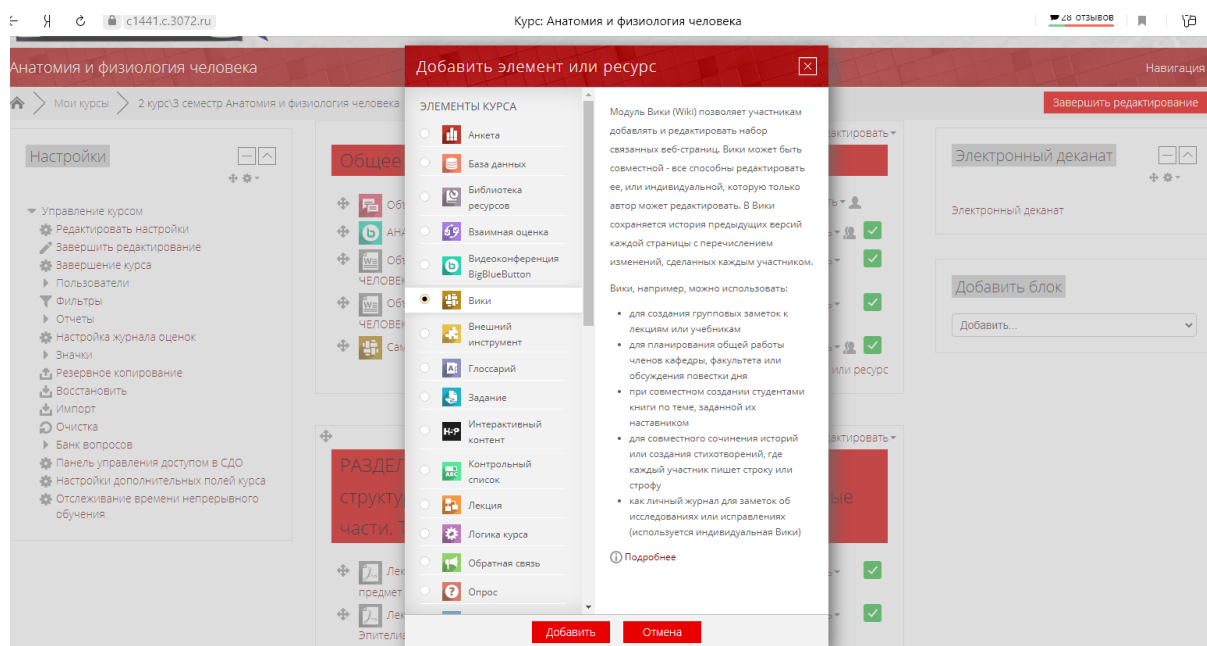 c1441.c.3072.ru
Курс: Анатомия и физиология человека
28 отзывов
Анатомия и физиология человека
Навигация
Мои курсы
2 курс\3 семестр Анатомия и физиология человека
Завершить редактирование
Настройки
Управление курсом
Редактировать настройки
Завершить редактирование
Завершение курса
Пользователи
Фильтры
Отчеты
Настройка журнала оценок
Значки
Резервное копирование
Восстановить
Импорт
Очистка
Банк вопросов
Панель управления доступом в СДО
Настройки дополнительных полей курса
Отслеживание времени непрерывного
обучения
Общее
ЧЕЛОВЕ
ЧЕЛОВЕ
Сам
или ресурс
РАЗДЕЛ
структу
части. Т
Лек
предмет
Лек
Эпители
Добавить элемент или ресурс
ЭЛЕМЕНТЫ КУРСА
Анкета
База данных
Библиотека
ресурсов
Взаимная оценка
Видеоконференция
BigBlueButton
Вики
Внешний
инструмент
Глоссарий
Задание
Интерактивный
контент
Контрольный
список
Лекция
Логика курса
Обратная связь
Опрос
Модуль Вики (Wiki) позволяет участникам
добавлять и редактировать набор
связанных веб-страниц. Вики может быть
совместной - все способны редактировать
ее, или индивидуальной, которую только
автор может редактировать. В Вики
сохраняется история предыдущих версий
каждой страницы с перечислением
изменений, сделанных каждым участником.
Вики, например, можно использовать:
для создания групповых заметок к
лекциям или учебникам
для планирования общей работы
членов кафедры, факультета или
обсуждения повестки дня
при совместном создании студентами
книги по теме, заданной их
наставником
для совместного сочинения историй
или создания стихотворений, где
каждый участник пишет строку или
строфу
как личный журнал для заметок об
исследованиях или исправлениях
(используется индивидуальная Вики)
Подробнее
Добавить
Отмена
Электронный деканат
Электронный деканат
Добавить блок
Добавить...